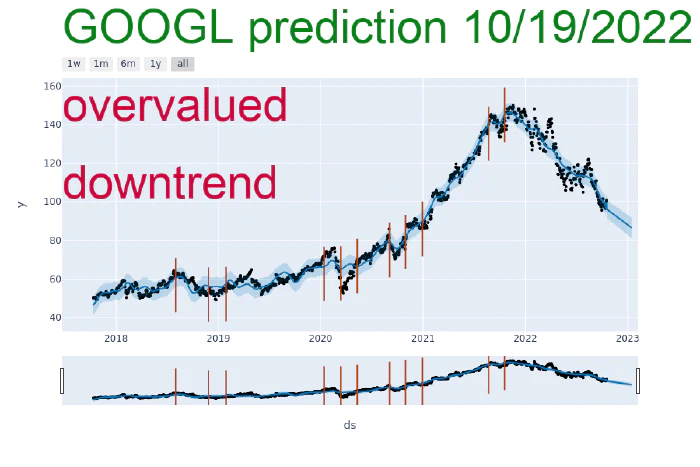 GOOGL prediction 10/19/2022
1w 1m 6m 1y all
160
overvalued
140
120
downtrend
100
y
80
60
40
2018 2019 2020 2021 2022 2023
ds